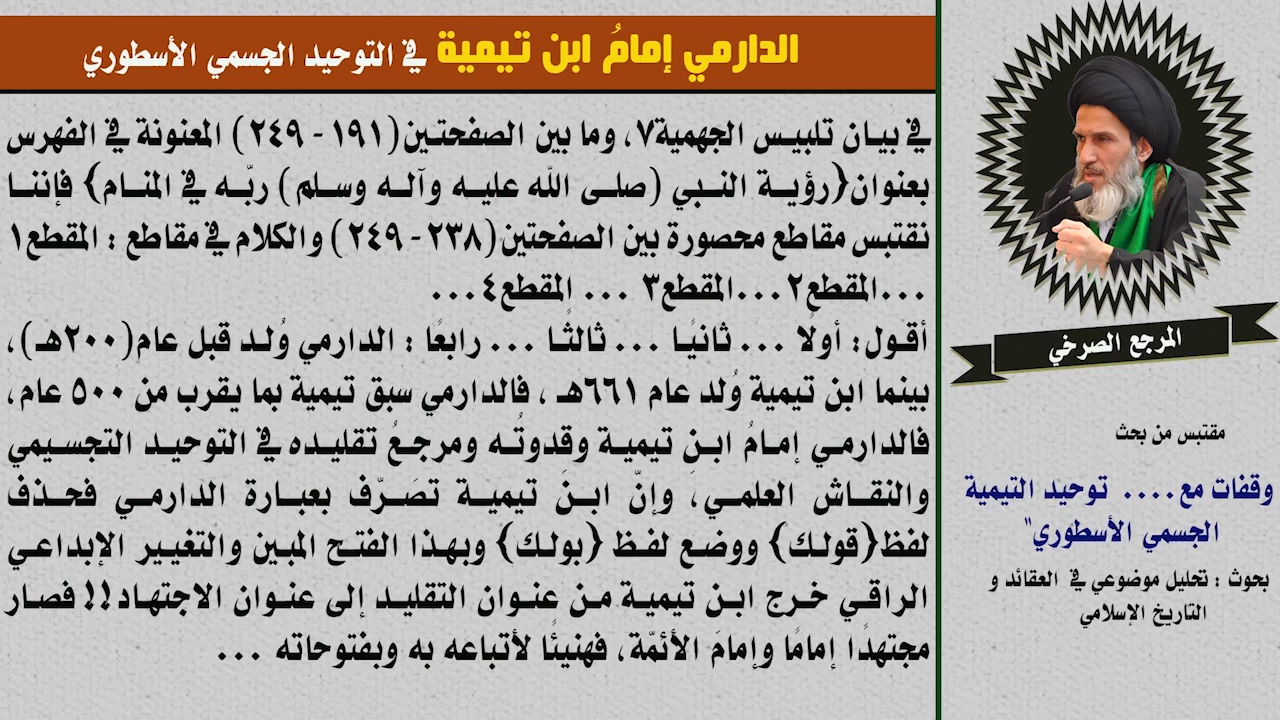 الدارمي إمامُ ابن تيمية في التوحيد الجسمي الأسطوري
في بيان تلبيس الجهمية٧، وما بين الصفحتين(١٩١ - ٢٤٩) المعنونة في الفهرس
بعنوان{رؤية النبي (صلى الله عليه وآله وسلم) ربّه في المنام} فإننا
نقتبس مقاطع محصورة بين الصفحتين(٢٣٨ - ٢٤٩) والكلام في مقاطع : المقطع١
...المقطع٢...المقطع٣ ... المقطع٤...
أقول: أولًا ... ثانيًا ... ثالثًا ... رابعًا : الدارمي وُلد قبل عام(٢٠٠هـ)،
بينما ابن تيمية وُلد عام ٦٦١هـ ، فالدارمي سبق تيمية بما يقرب من ٥٠٠ عام،
فالدارمي إمامُ ابن تيمية وقدوتُه ومرجعُ تقليده في التوحيد التجسيمي
والنقاش العلمي، وإنّ ابنَ تيمية تصَرّف بعبارة الدارمي فحذف
لفظ{قولك} ووضع لفظ {بولك} وبهذا الفتح المبين والتغيير الإبداعي
الراقي خرج ابن تيمية من عنوان التقليد إلى عنوان الاجتهاد!! فصار
مجتهدًا إمامًا وإمامَ الأئمّة، فهنيئًا لأتباعه به وبفتوحاته ...
المرجع الصرخي
مقتبس من بحث
وقفات مع.... توحيد التيمية
الجسمي الأسطوري"
بحوث : تحليل موضوعي في العقائد و
التاريخ الإسلامي